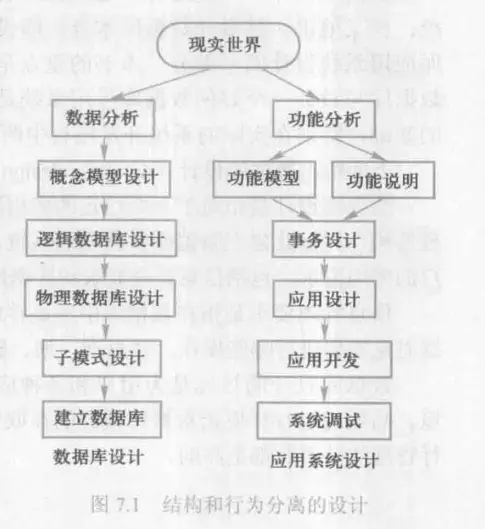 现实世界
数据分析
功能分析
概念模型设计
功能模型
功能说明
逻辑数据库设计
事务设计
物理数据库设计
应用设计
子模式设计
应用开发
建立数据库
系统调试
数据库设计
应用系统设计
图 7.1 结构和行为分离的设计